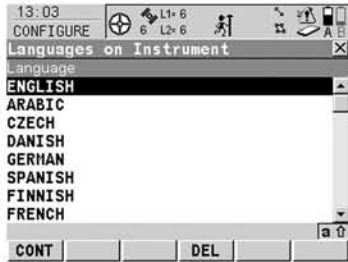 13:03
CONFIGURE
6 L1= 6
L2= 6
A B
Languages on Instrument X
Language
ENGLISH
ARABIC
CZECH
DANISH
GERMAN
SPANISH
FINNISH
FRENCH
a
CONT DEL